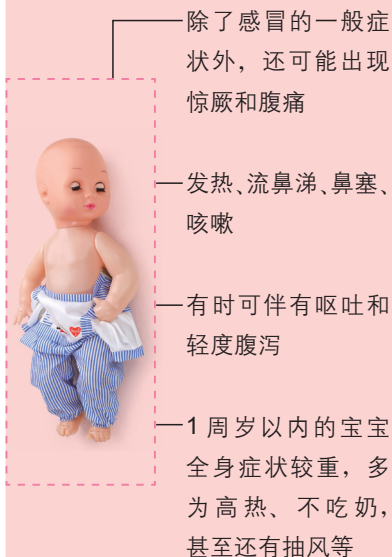 除了感冒的一般症
状外，还可能出现
惊厥和腹痛
发热、流鼻涕、鼻塞、
咳嗽
有时可伴有呕吐和
轻度腹泻
1 周岁以内的宝宝
全身症状较重，多
为高热、不吃奶，
甚至还有抽风等